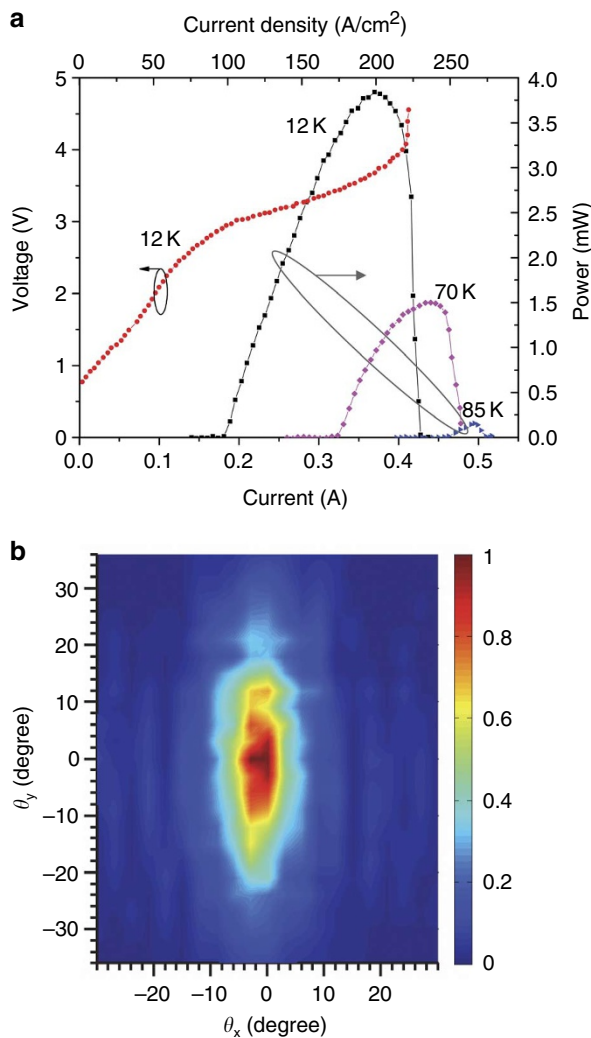 a
Current density (A/cm²)
0 50 100 150 200 250
5 4.0
12 K
3.5
4
3.0
3 12 K 2.5
Voltage (V) Power (mW)
2.0
2
70 K 1.5
1.0
1
85 K 0.5
0 0.0
0.0 0.1 0.2 0.3 0.4 0.5
Current (A)
b
1
30
20 0.8
10
0.6
θy (degree) 0
0.4
−10
−20 0.2
−30
0
−20 −10 0 10 20
θx (degree)